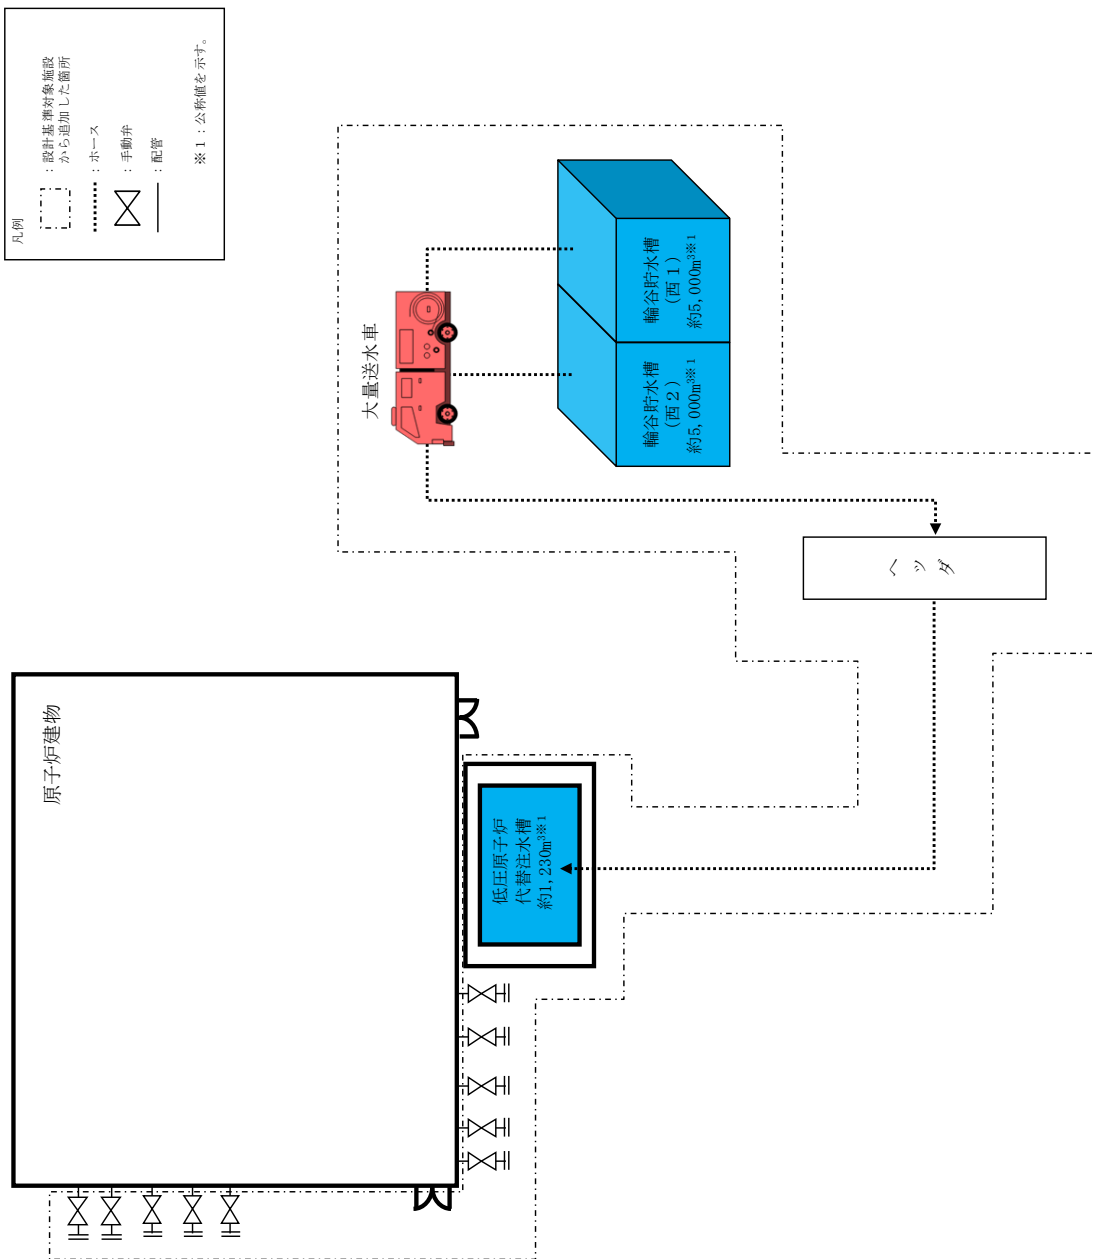 凡例
：設計基準対象施設
から追加した箇所
：ホース
：手動弁
：配管
※1：公称値を示す。
大量送水車
輪谷貯水槽
(西1)
約5,000m³※1
輪谷貯水槽
(西2)
約5,000m³※1
ヘッダ
原子炉建物
低圧原子炉
代替注水槽
約1,230m³※1